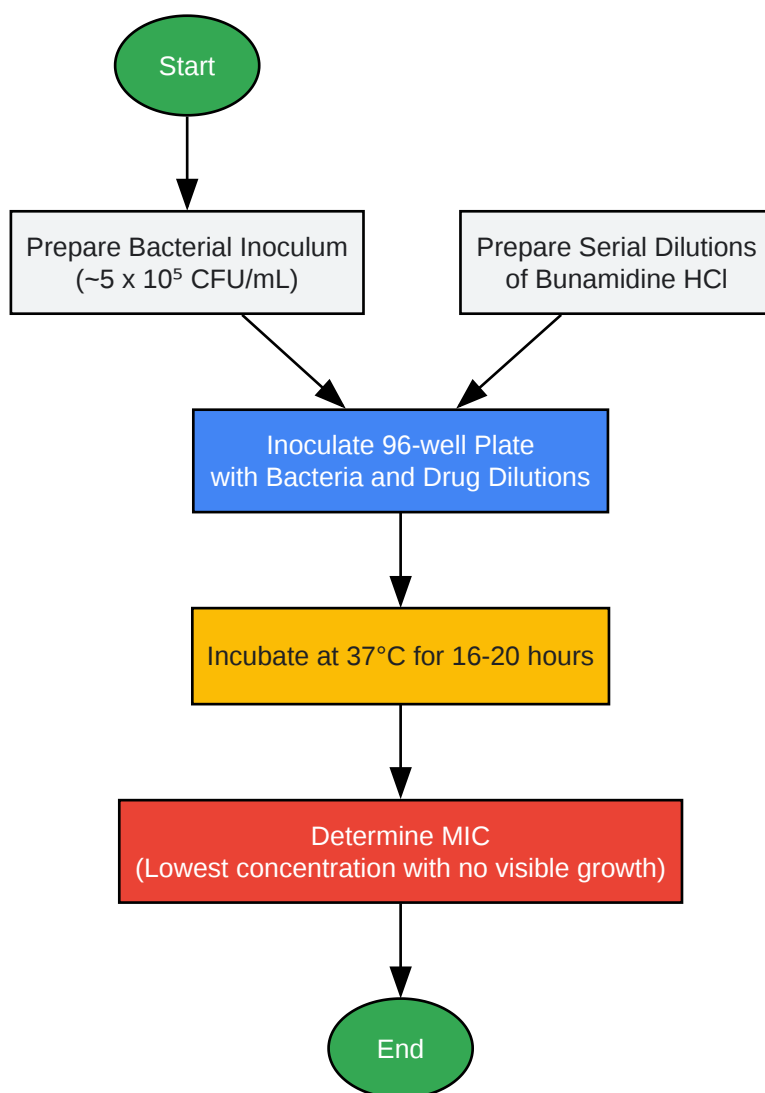 Start
Prepare Bacterial Inoculum
(~5 x 10⁵ CFU/mL)
Prepare Serial Dilutions
of Bunamidine HCl
Inoculate 96-well Plate
with Bacteria and Drug Dilutions
Incubate at 37°C for 16-20 hours
Determine MIC
(Lowest concentration with no visible growth)
End